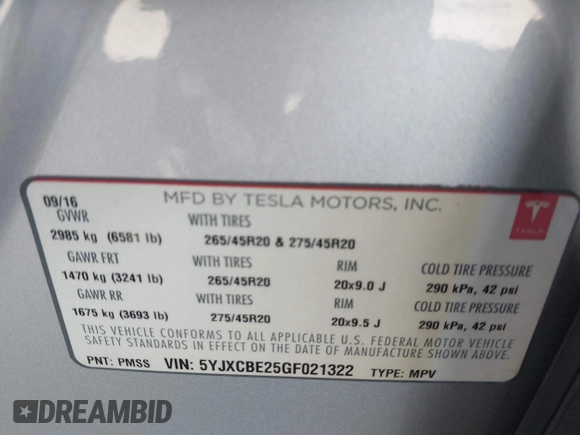 09/16 MFD BY TESLA MOTORS, INC.
GVWR WITH TIRES
2985 kg (6581 lb) 265/45R20 & 275/45R20
TESLA
GAWR FRT WITH TIRES RIM COLD TIRE PRESSURE
1470 kg (3241 lb) 265/45R20 20x9.0 J 290 kPa, 42 psi
GAWR RR WITH TIRES RIM COLD TIRE PRESSURE
1675 kg (3693 lb) 275/45R20 20x9.5 J 290 kPa, 42 psi
THIS VEHICLE CONFORMS TO ALL APPLICABLE U.S. FEDERAL MOTOR VEHICLE
SAFETY STANDARDS IN EFFECT ON THE DATE OF MANUFACTURE SHOWN ABOVE.
PNT: PMSS VIN: 5YJXCBE25GF021322 TYPE: MPV
DREAMBID